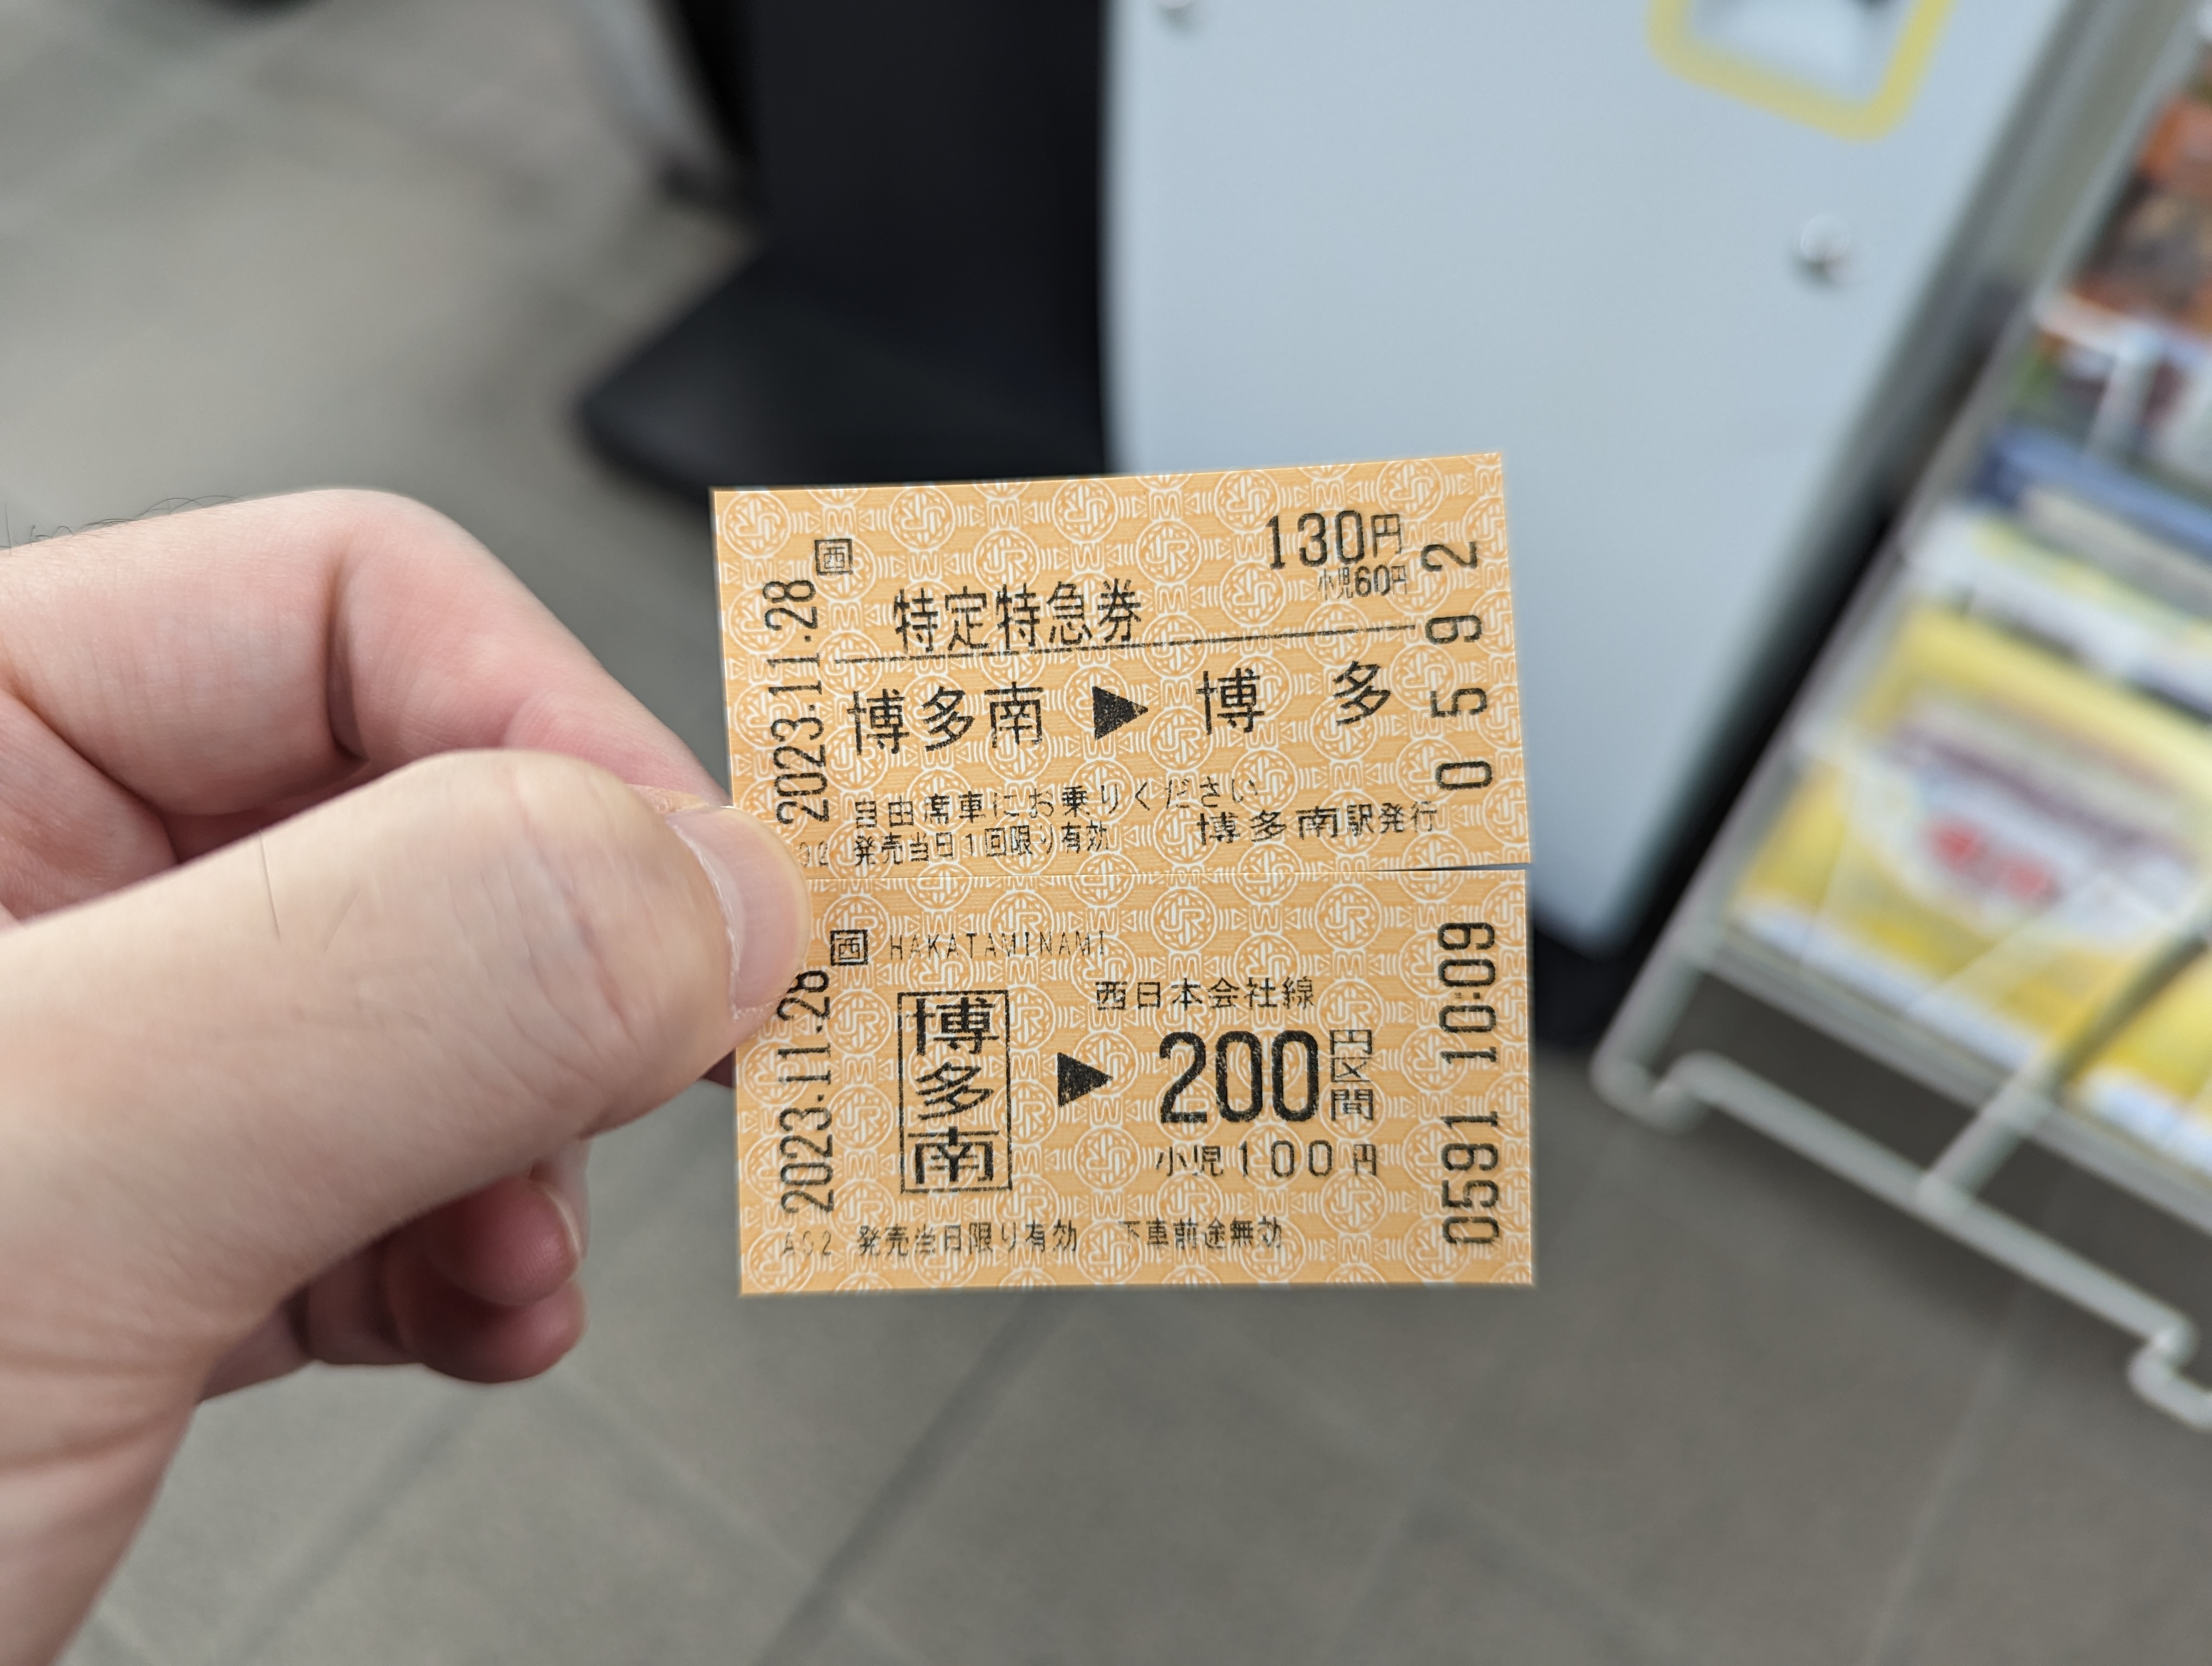 西
130円
小児60円
特定特急券
博多南 ▶ 博多
自由席車にお乗りください
発売当日1回限り有効
博多南駅発行
2023.11.28
0592
西 HAKATAMINAMI
西日本会社線
博多南 ▶ 200円区間
小児100円
発売当日限り有効 下車前途無効
2023.11.28
0591 10:09